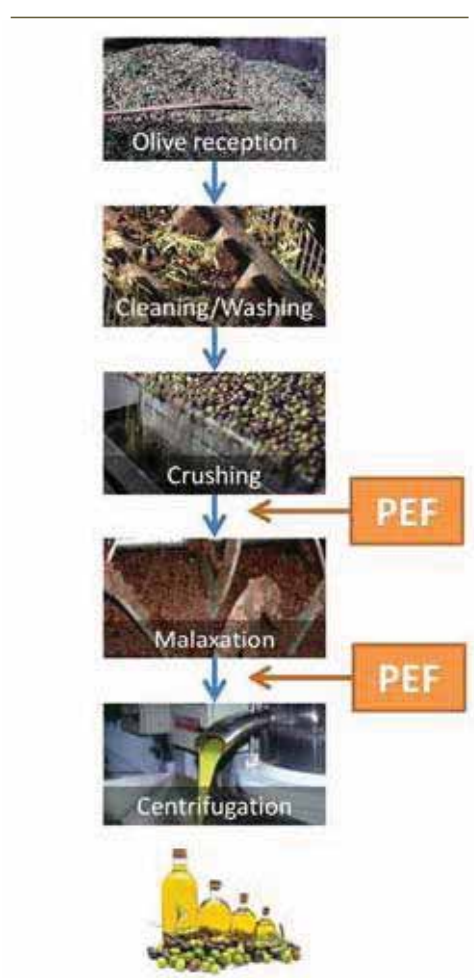 Olive reception
Cleaning/Washing
Crushing
PEF
Malaxation
PEF
Centrifugation